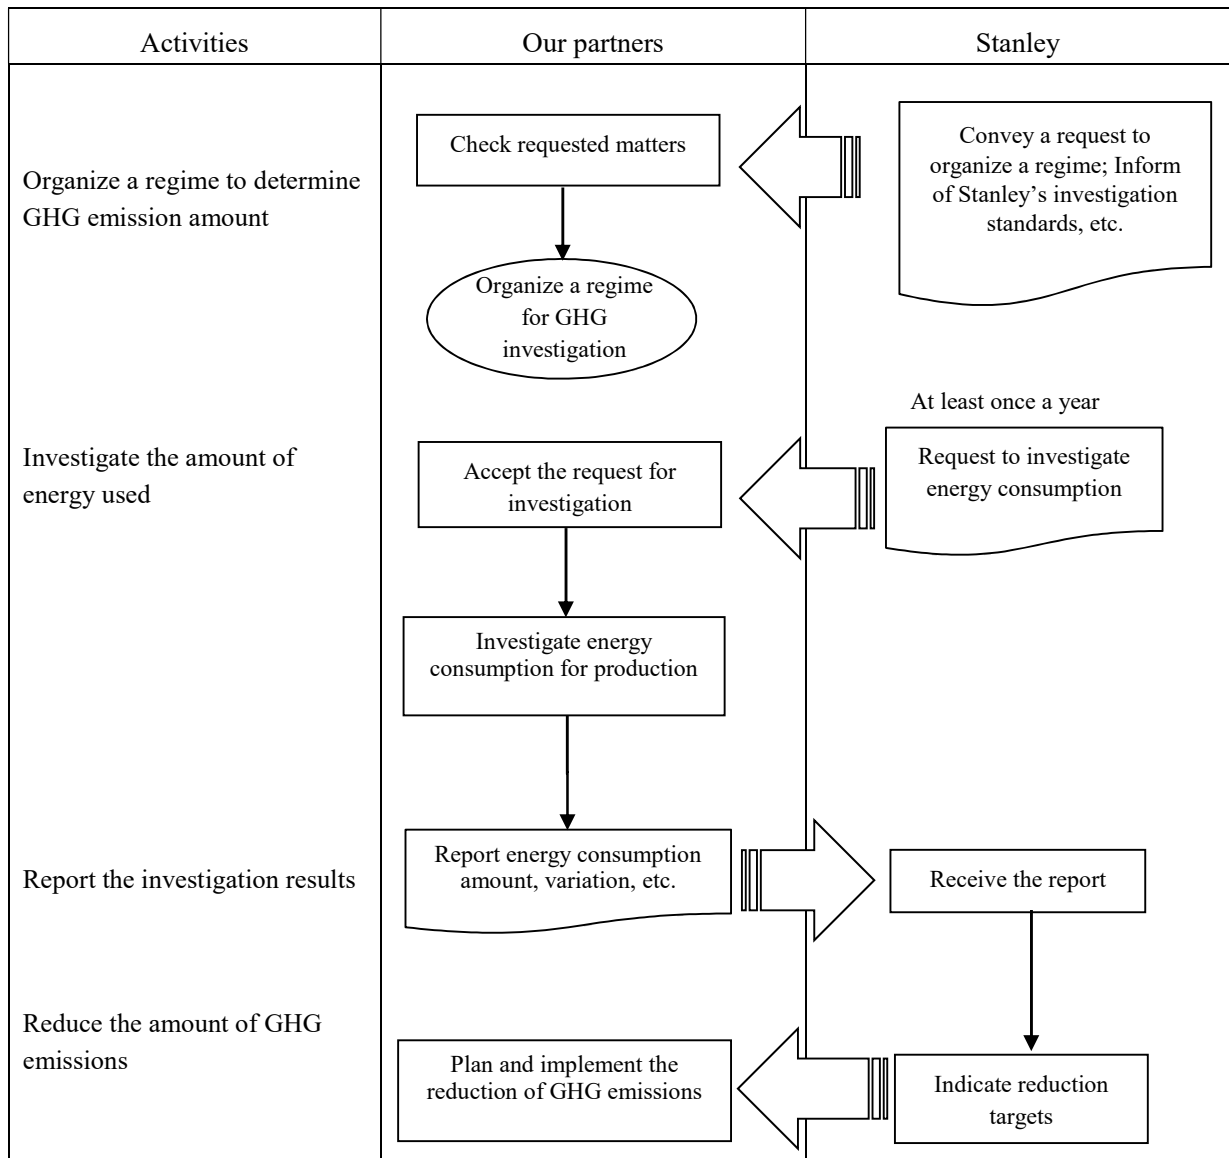 Activities
Our partners
Stanley
Organize a regime to determine
GHG emission amount
Check requested matters
Convey a request to
organize a regime; Inform
of Stanley’s investigation
standards, etc.
Organize a regime
for GHG
investigation
At least once a year
Investigate the amount of
energy used
Accept the request for
investigation
Request to investigate
energy consumption
Investigate energy
consumption for production
Report the investigation results
Report energy consumption
amount, variation, etc.
Receive the report
Reduce the amount of GHG
emissions
Plan and implement the
reduction of GHG emissions
Indicate reduction
targets